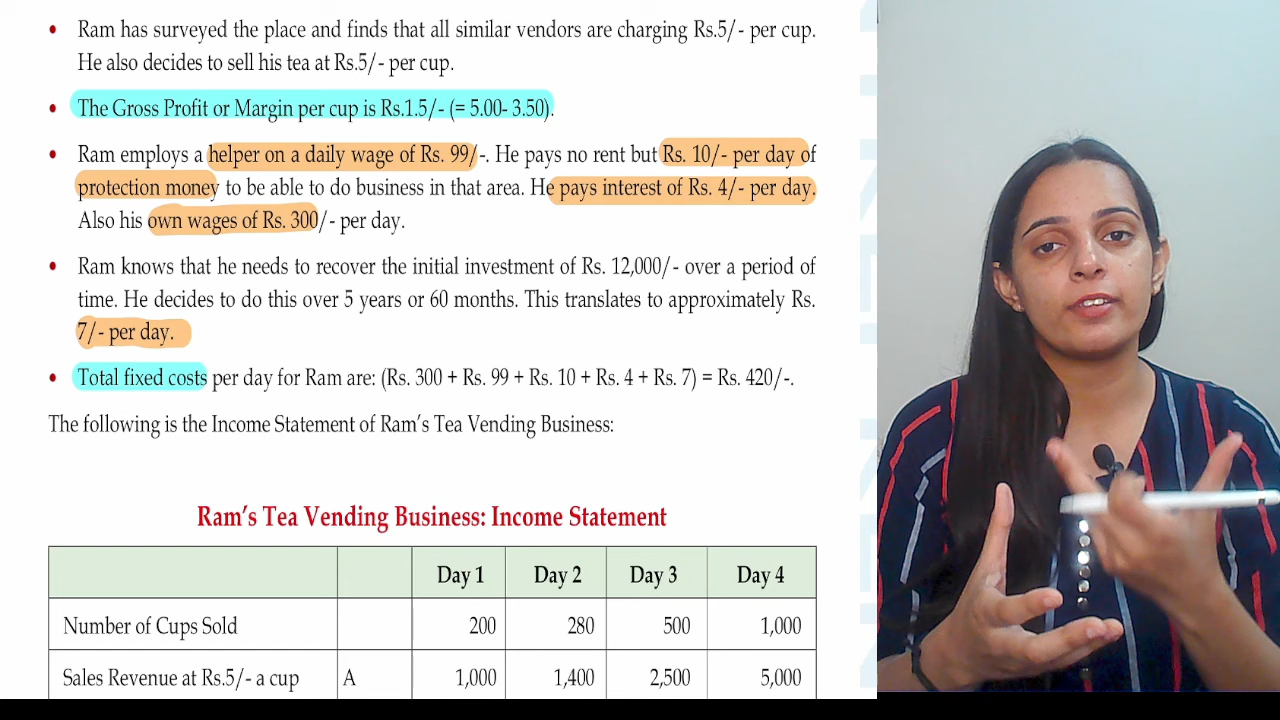 • Ram has surveyed the place and finds that all similar vendors are charging Rs.5/- per cup.
He also decides to sell his tea at Rs.5/- per cup.
• The Gross Profit or Margin per cup is Rs.1.5/- (= 5.00- 3.50).
• Ram employs a helper on a daily wage of Rs. 99/-. He pays no rent but Rs. 10/- per day of
protection money to be able to do business in that area. He pays interest of Rs. 4/- per day.
Also his own wages of Rs. 300/- per day.
• Ram knows that he needs to recover the initial investment of Rs. 12,000/- over a period of
time. He decides to do this over 5 years or 60 months. This translates to approximately Rs.
7/- per day.
• Total fixed costs per day for Ram are: (Rs. 300 + Rs. 99 + Rs. 10 + Rs. 4 + Rs. 7) = Rs. 420/-.
The following is the Income Statement of Ram's Tea Vending Business:
Ram's Tea Vending Business: Income Statement
Day 1 Day 2 Day 3 Day 4
Number of Cups Sold 200 280 500 1,000
Sales Revenue at Rs.5/- a cup A 1,000 1,400 2,500 5,000